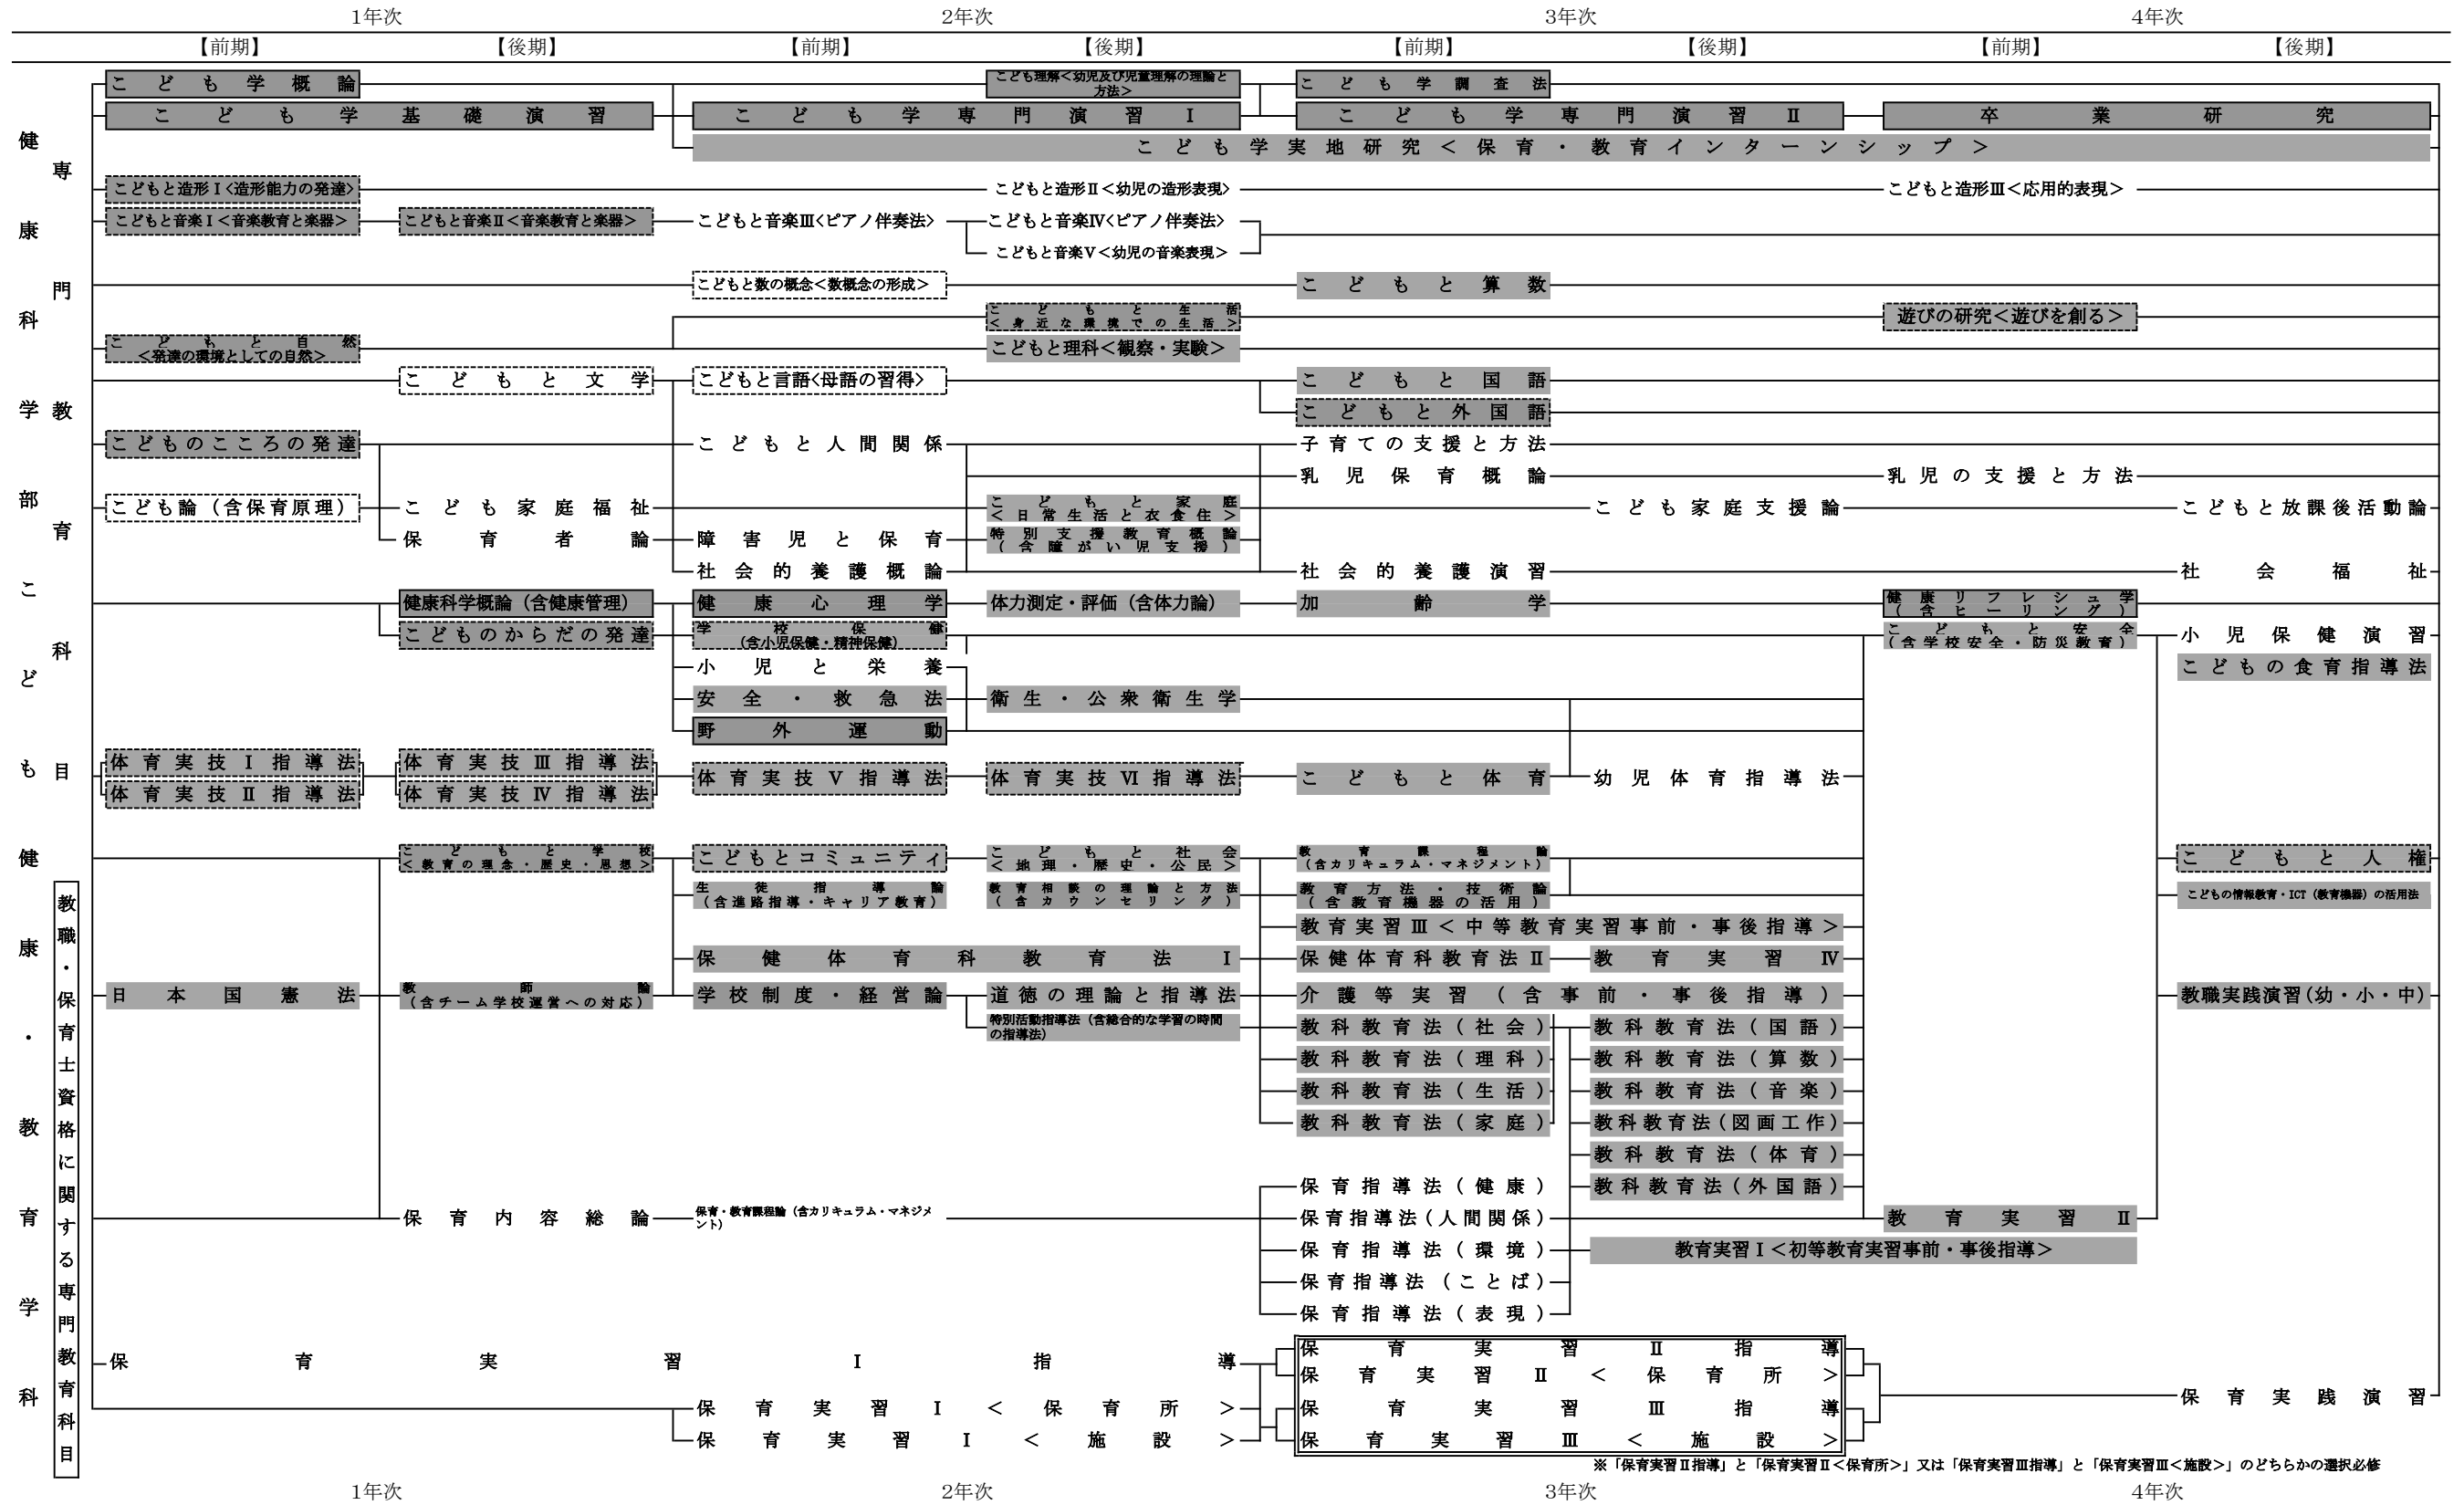 1年次 2年次 3年次 4年次
【前期】 【後期】 【前期】 【後期】 【前期】 【後期】 【前期】 【後期】
健康科学部こども健康・教育学科
専門教育科目
教職・保育士資格に関する専門教育科目
こども学概論 こども理解<幼児及び児童理解の理論と方法> こども学調査法
こども学基礎演習 こども学専門演習Ⅰ こども学専門演習Ⅱ 卒業研究
こども学実地研究<保育・教育インターンシップ>
こどもと造形Ⅰ<造形能力の発達> こどもと造形Ⅱ<幼児の造形表現> こどもと造形Ⅲ<応用的表現>
こどもと音楽Ⅰ<音楽教育と楽器> こどもと音楽Ⅱ<音楽教育と楽器> こどもと音楽Ⅲ<ピアノ伴奏法> こどもと音楽Ⅳ<ピアノ伴奏法>
こどもと音楽Ⅴ<幼児の音楽表現>
こどもと数の概念<数概念の形成> こどもと算数
こどもと生活<身近な環境での生活> 遊びの研究<遊びを創る>
こどもと自然<発達の環境としての自然> こどもと理科<観察・実験>
こどもと文学 こどもと言語<母語の習得> こどもと国語
こどもと外国語
こどものこころの発達 こどもと人間関係 子育ての支援と方法
乳児保育概論 乳児の支援と方法
こども論(含保育原理) こども家庭福祉 こどもと家庭<日常生活と衣食住> こども家庭支援論 こどもと放課後活動論
保育者論 障害児と保育 特別支援教育概論(含障がい児支援)
社会的養護概論 社会的養護演習 社会福祉
健康科学概論(含健康管理) 健康心理学 体力測定・評価(含体力論) 加齢学 健康リフレシュ学(含ヒーリング)
こどものからだの発達 学校保健(含小児保健・精神保健) こどもと安全(含学校安全・防災教育) 小児保健演習
小児と栄養 こどもの食育指導法
安全・救急法 衛生・公衆衛生学
野外運動
体育実技Ⅰ指導法 体育実技Ⅲ指導法
体育実技Ⅴ指導法 体育実技Ⅵ指導法 こどもと体育 幼児体育指導法
体育実技Ⅱ指導法 体育実技Ⅳ指導法
こどもと学校<教育の理念・歴史・思想> こどもとコミュニティ こどもと社会<地理・歴史・公民> 教育課程論(含カリキュラム・マネジメント) こどもと人権
生徒指導論(含進路指導・キャリア教育) 教育相談の理論と方法(含カウンセリング) 教育方法・技術論(含教育機器の活用) こどもの情報教育・ICT(教育機器)の活用法
教育実習Ⅲ<中等教育実習事前・事後指導>
保健体育科教育法Ⅰ 保健体育科教育法Ⅱ 教育実習Ⅳ
日本国憲法 教師論(含チーム学校運営への対応) 学校制度・経営論 道徳の理論と指導法 介護等実習(含事前・事後指導) 教職実践演習(幼・小・中)
特別活動指導法(含総合的な学習の時間の指導法) 教科教育法(社会) 教科教育法(国語)
教科教育法(理科) 教科教育法(算数)
教科教育法(生活) 教科教育法(音楽)
教科教育法(家庭) 教科教育法(図画工作)
教科教育法(体育)
保育指導法(健康) 教科教育法(外国語)
保育内容総論 保育・教育課程論(含カリキュラム・マネジメント) 保育指導法(人間関係) 教育実習Ⅱ
保育指導法(環境) 教育実習Ⅰ<初等教育実習事前・事後指導>
保育指導法(ことば)
保育指導法(表現)
保育実習Ⅰ指導 保育実習Ⅱ指導
保育実習Ⅱ<保育所>
保育実習Ⅰ<保育所> 保育実習Ⅲ指導 保育実践演習
保育実習Ⅰ<施設> 保育実習Ⅲ<施設>
※「保育実習Ⅱ指導」と「保育実習Ⅱ<保育所>」又は「保育実習Ⅲ指導」と「保育実習Ⅲ<施設>」のどちらかの選択必修
1年次 2年次 3年次 4年次